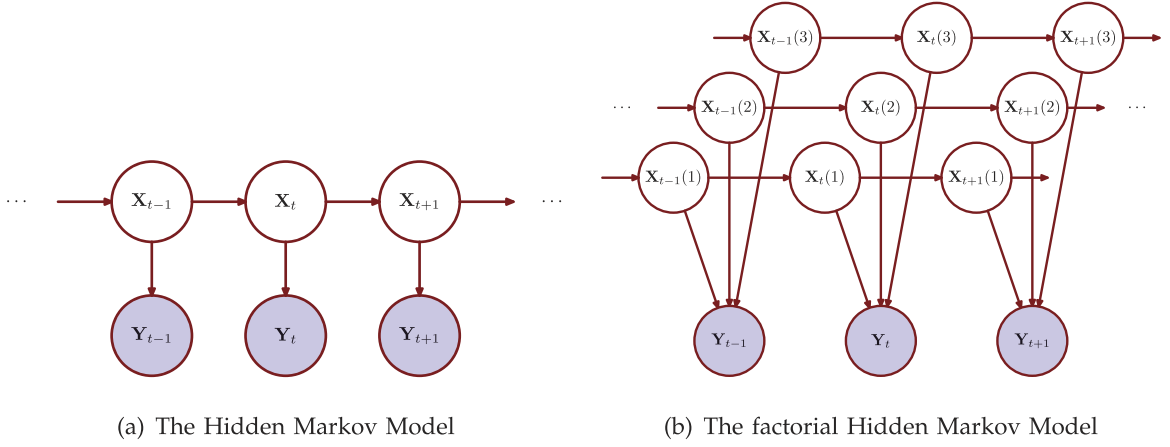 ··· X_{t−1} X_t X_{t+1} ···
Y_{t−1} Y_t Y_{t+1}
(a) The Hidden Markov Model
X_{t−1}(3) X_t(3) X_{t+1}(3)
··· X_{t−1}(2) X_t(2) X_{t+1}(2) ···
X_{t−1}(1) X_t(1) X_{t+1}(1)
Y_{t−1} Y_t Y_{t+1}
(b) The factorial Hidden Markov Model